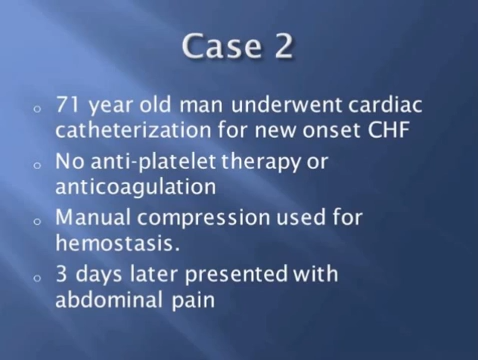 Case 2
71 year old man underwent cardiac
catheterization for new onset CHF
No anti-platelet therapy or
anticoagulation
Manual compression used for
hemostasis.
3 days later presented with
abdominal pain